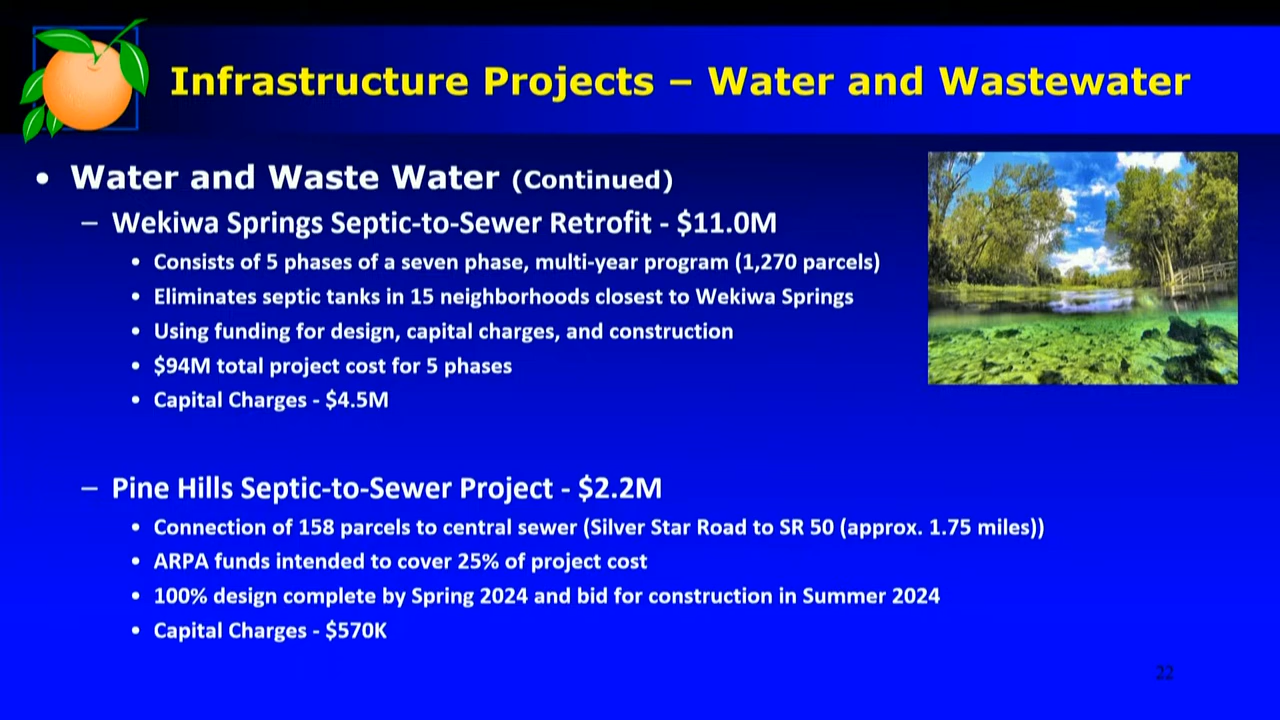 Infrastructure Projects – Water and Wastewater
• Water and Waste Water (Continued)
– Wekiwa Springs Septic-to-Sewer Retrofit - $11.0M
• Consists of 5 phases of a seven phase, multi-year program (1,270 parcels)
• Eliminates septic tanks in 15 neighborhoods closest to Wekiwa Springs
• Using funding for design, capital charges, and construction
• $94M total project cost for 5 phases
• Capital Charges - $4.5M
– Pine Hills Septic-to-Sewer Project - $2.2M
• Connection of 158 parcels to central sewer (Silver Star Road to SR 50 (approx. 1.75 miles))
• ARPA funds intended to cover 25% of project cost
• 100% design complete by Spring 2024 and bid for construction in Summer 2024
• Capital Charges - $570K
22